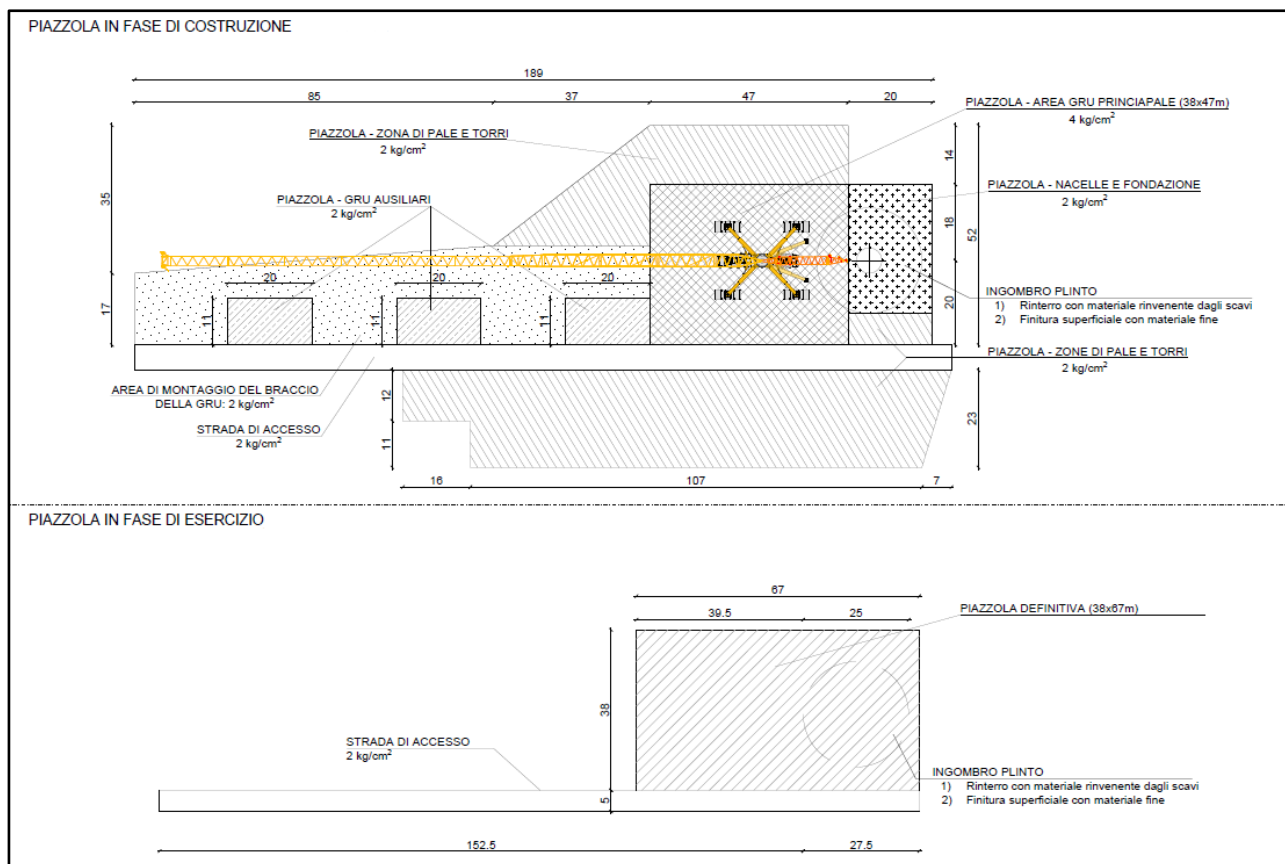 PIAZZOLA IN FASE DI COSTRUZIONE
189
85
37
47
20
PIAZZOLA - AREA GRU PRINCIAPALE (38x47m)
4 kg/cm²
PIAZZOLA - ZONA DI PALE E TORRI
2 kg/cm²
14
35
PIAZZOLA - GRU AUSILIARI
2 kg/cm²
PIAZZOLA - NACELLE E FONDAZIONE
2 kg/cm²
18
52
20
20
20
17
11
11
11
20
INGOMBRO PLINTO
1) Rinterro con materiale rinvenente dagli scavi
2) Finitura superficiale con materiale fine
PIAZZOLA - ZONE DI PALE E TORRI
2 kg/cm²
AREA DI MONTAGGIO DEL BRACCIO
DELLA GRU: 2 kg/cm²
STRADA DI ACCESSO
2 kg/cm²
12
11
23
16
107
7
PIAZZOLA IN FASE DI ESERCIZIO
67
39.5
25
PIAZZOLA DEFINITIVA (38x67m)
38
STRADA DI ACCESSO
2 kg/cm²
INGOMBRO PLINTO
1) Rinterro con materiale rinvenente dagli scavi
2) Finitura superficiale con materiale fine
5
152.5
27.5